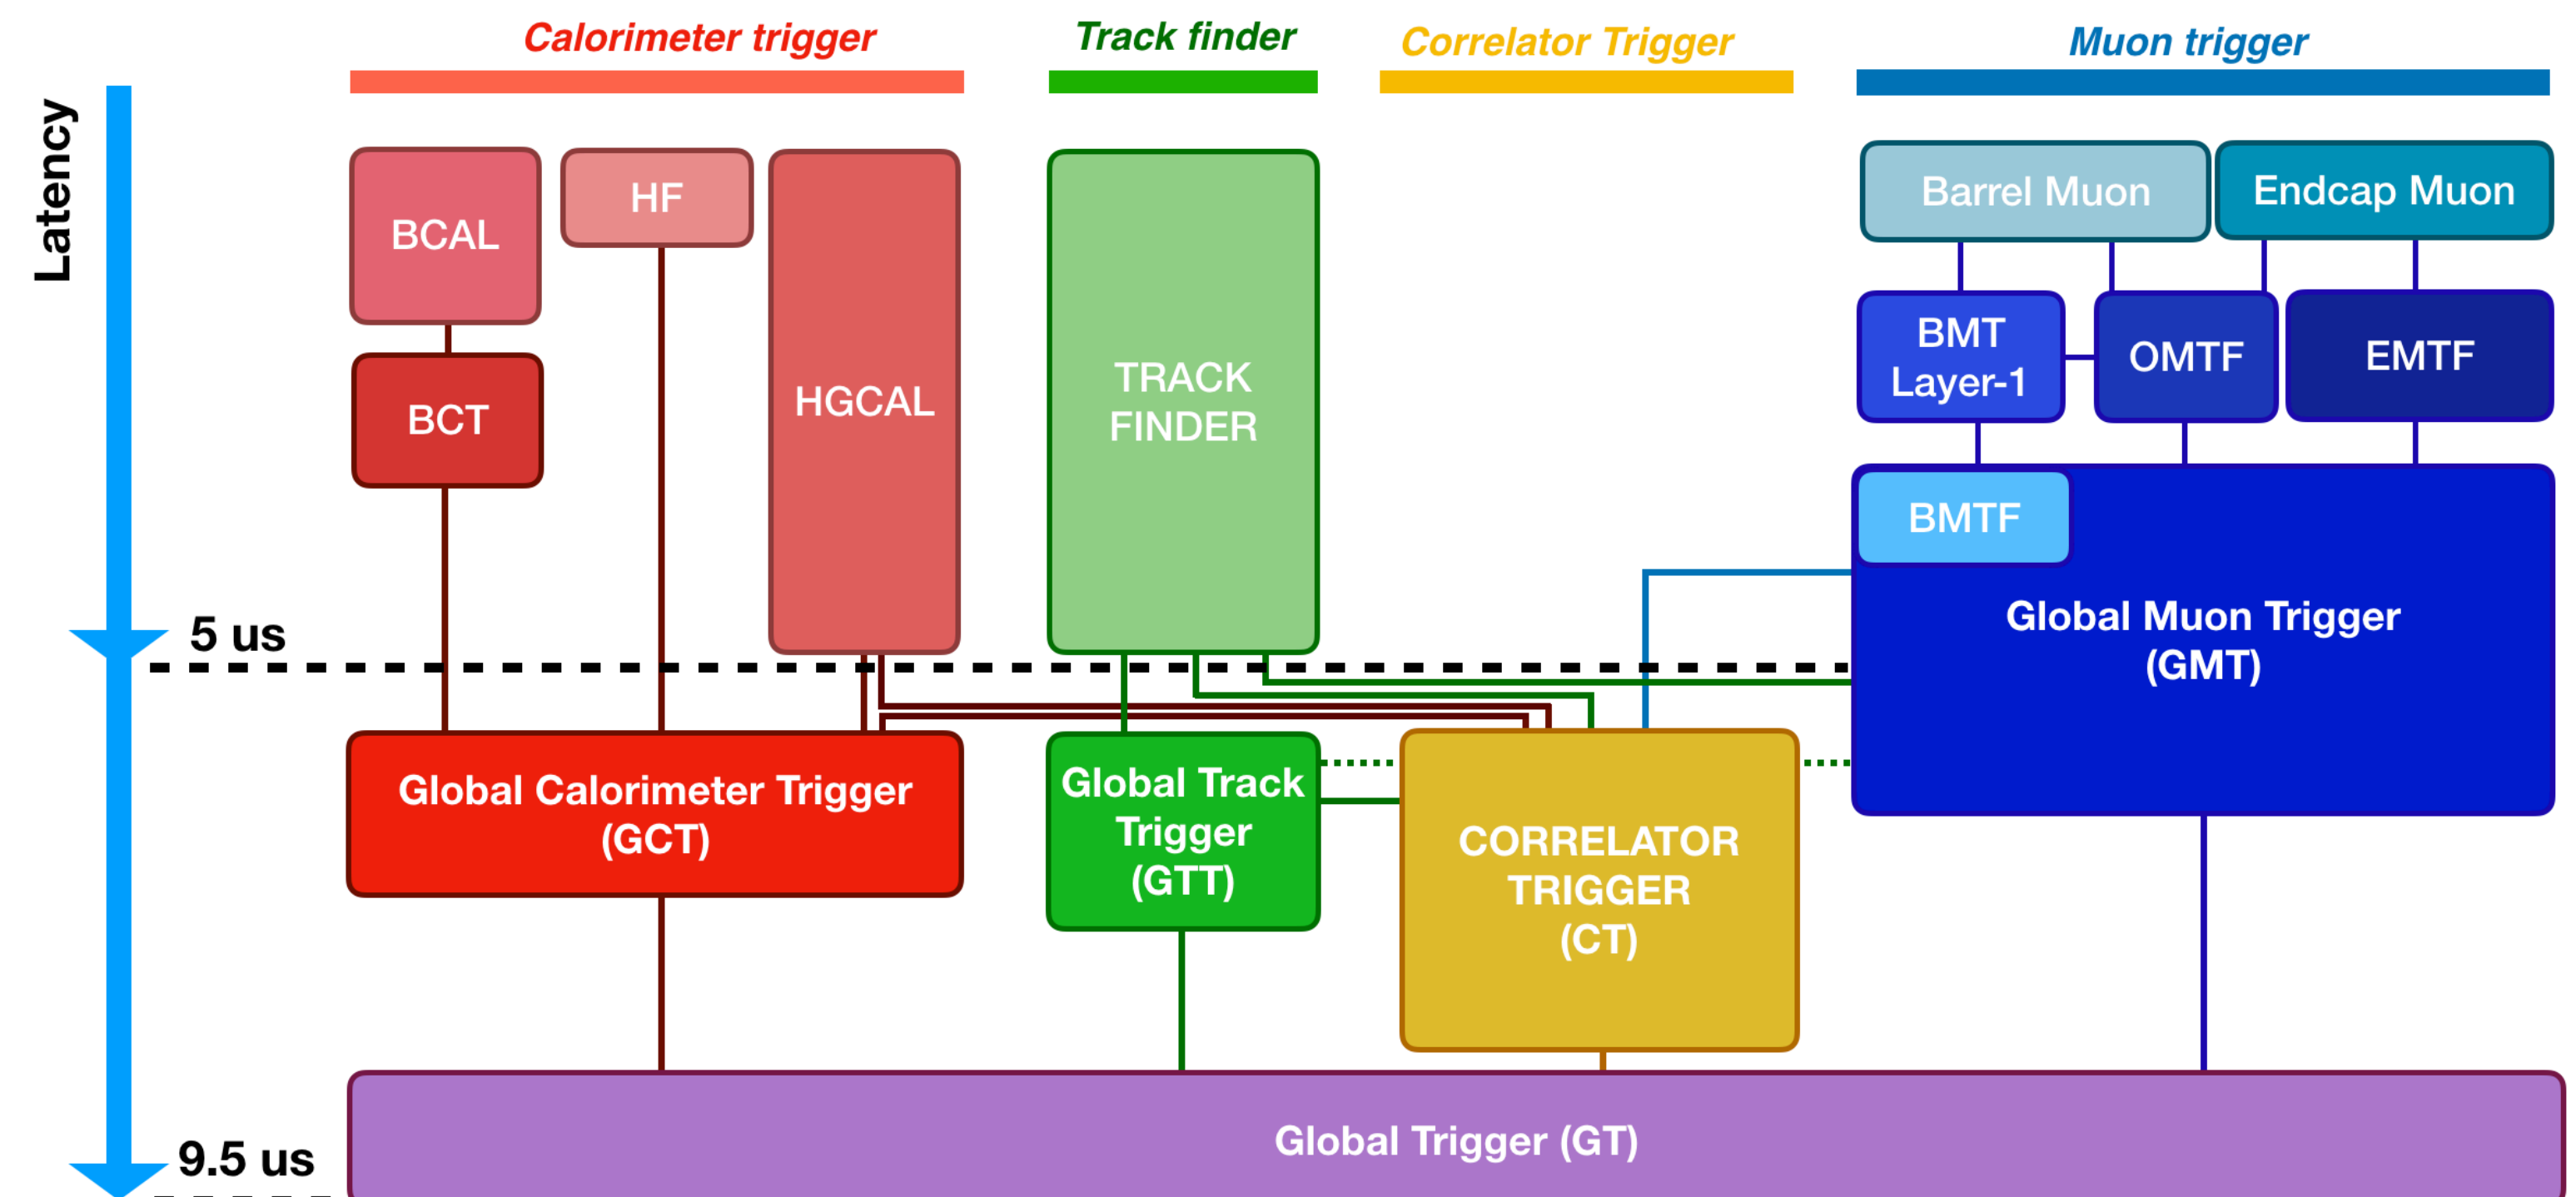 Calorimeter trigger
Track finder
Correlator Trigger
Muon trigger
Latency
BCAL
HF
HGCAL
BCT
TRACK
FINDER
Barrel Muon
Endcap Muon
BMT
Layer-1
OMTF
EMTF
BMTF
Global Muon Trigger
(GMT)
5 us
Global Calorimeter Trigger
(GCT)
Global Track
Trigger
(GTT)
CORRELATOR
TRIGGER
(CT)
Global Trigger (GT)
9.5 us